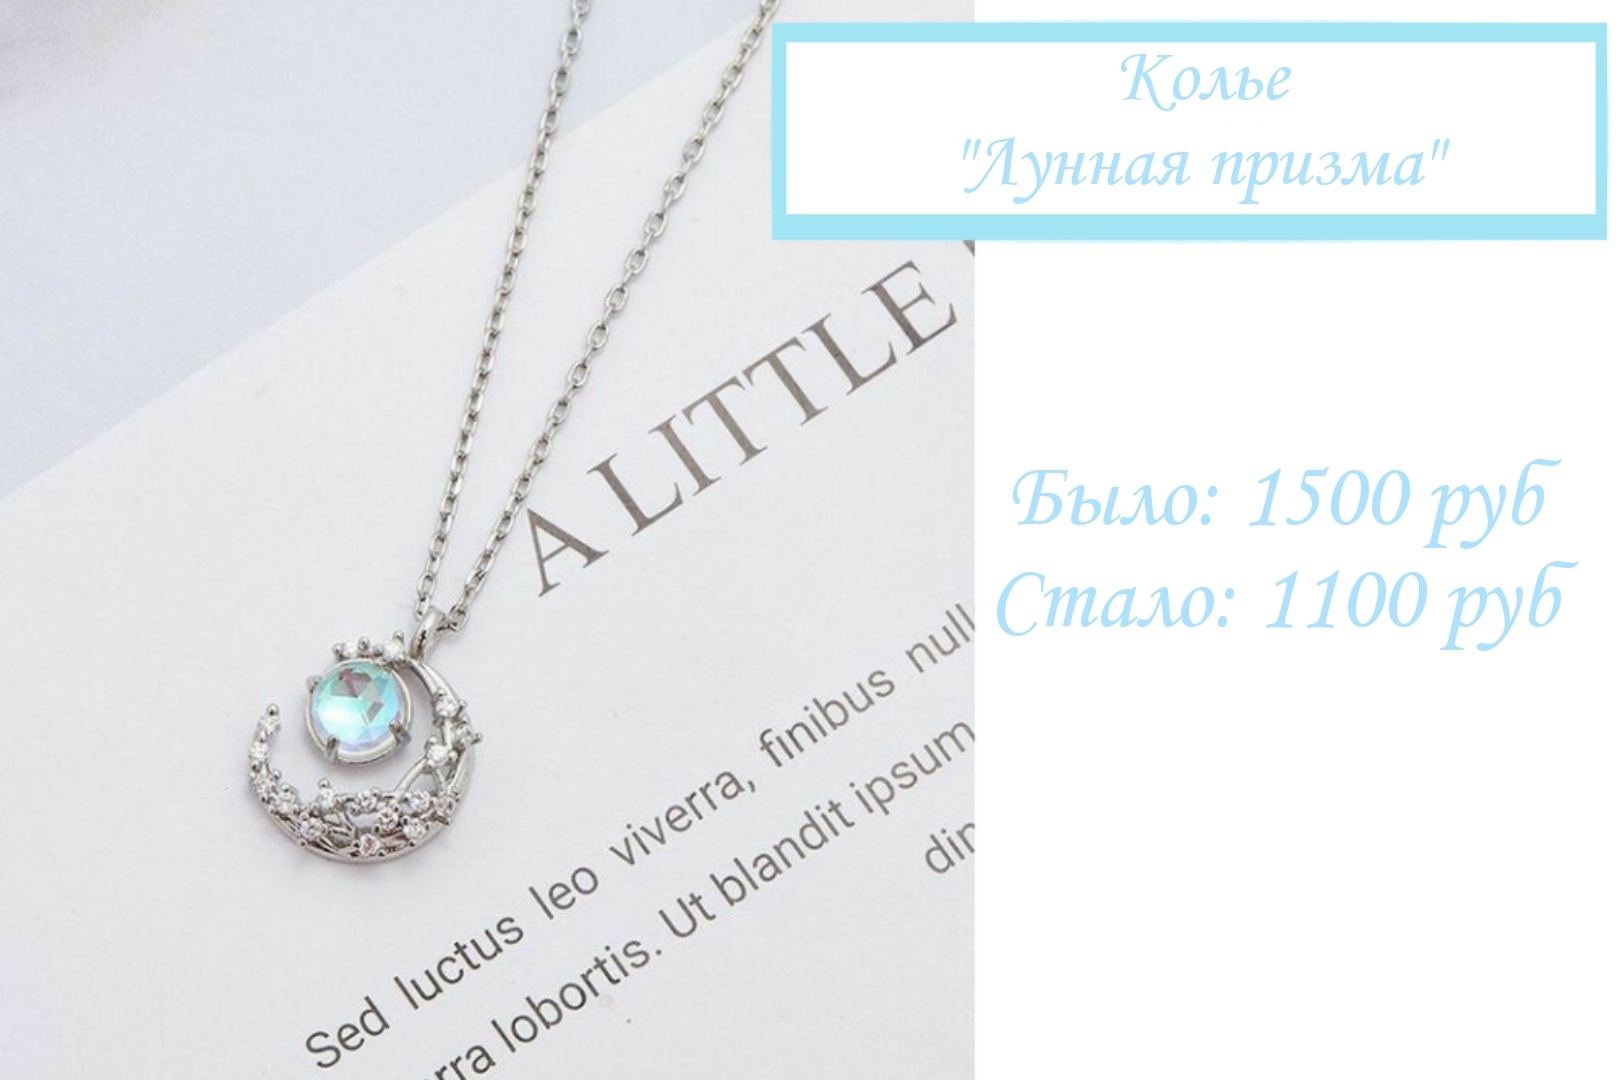 Колье
"Лунная призма"
Было: 1500 руб
Стало: 1100 руб
A LITTLE
Sed luctus leo viverra, finibus null
rra lobortis. Ut blandit ipsum
din